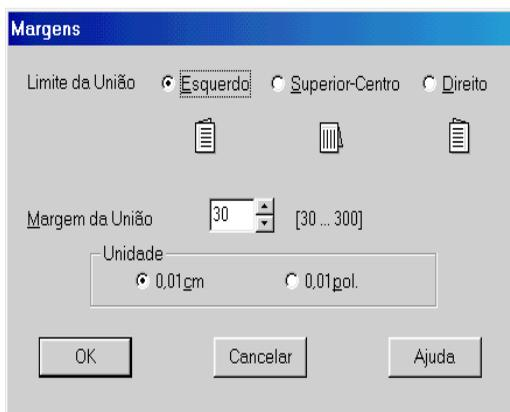 Margens
Limite da União Esquerdo Superior-Centro Direito
Margem da União 30 [30 ... 300]
Unidade
0,01cm 0,01pol.
OK Cancelar Ajuda